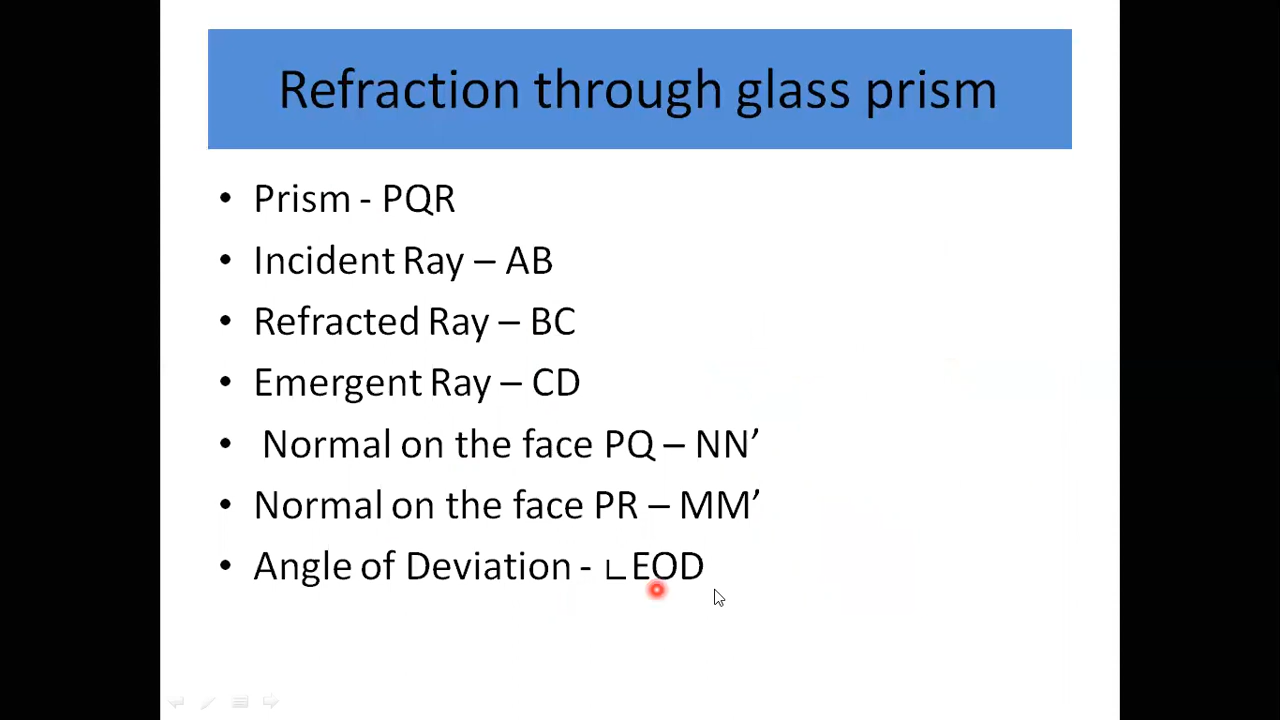 Refraction through glass prism
• Prism - PQR
• Incident Ray – AB
• Refracted Ray – BC
• Emergent Ray – CD
• Normal on the face PQ – NN’
• Normal on the face PR – MM’
• Angle of Deviation - ∟EOD